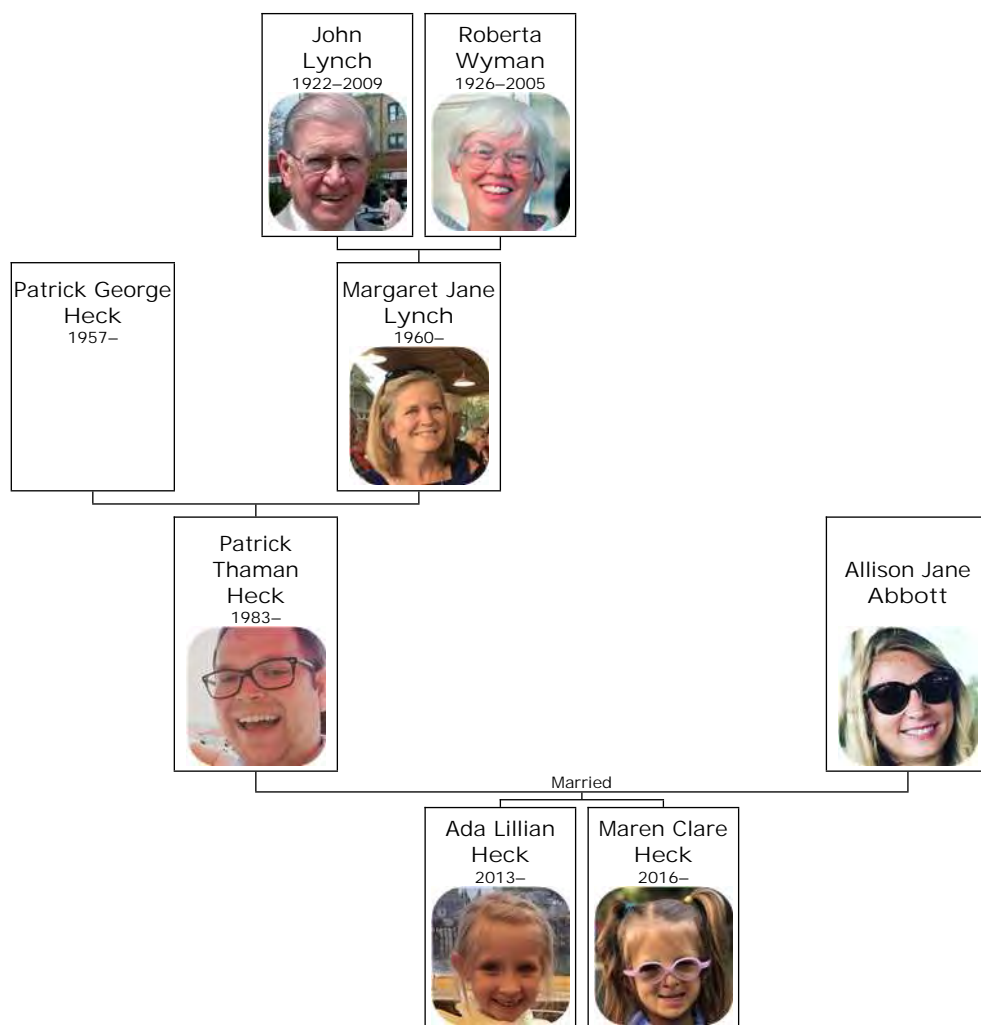 John
Lynch
1922–2009
Roberta
Wyman
1926–2005
Patrick George
Heck
1957–
Margaret Jane
Lynch
1960–
Patrick
Thaman
Heck
1983–
Allison Jane
Abbott
Married
Ada Lillian
Heck
2013–
Maren Clare
Heck
2016–